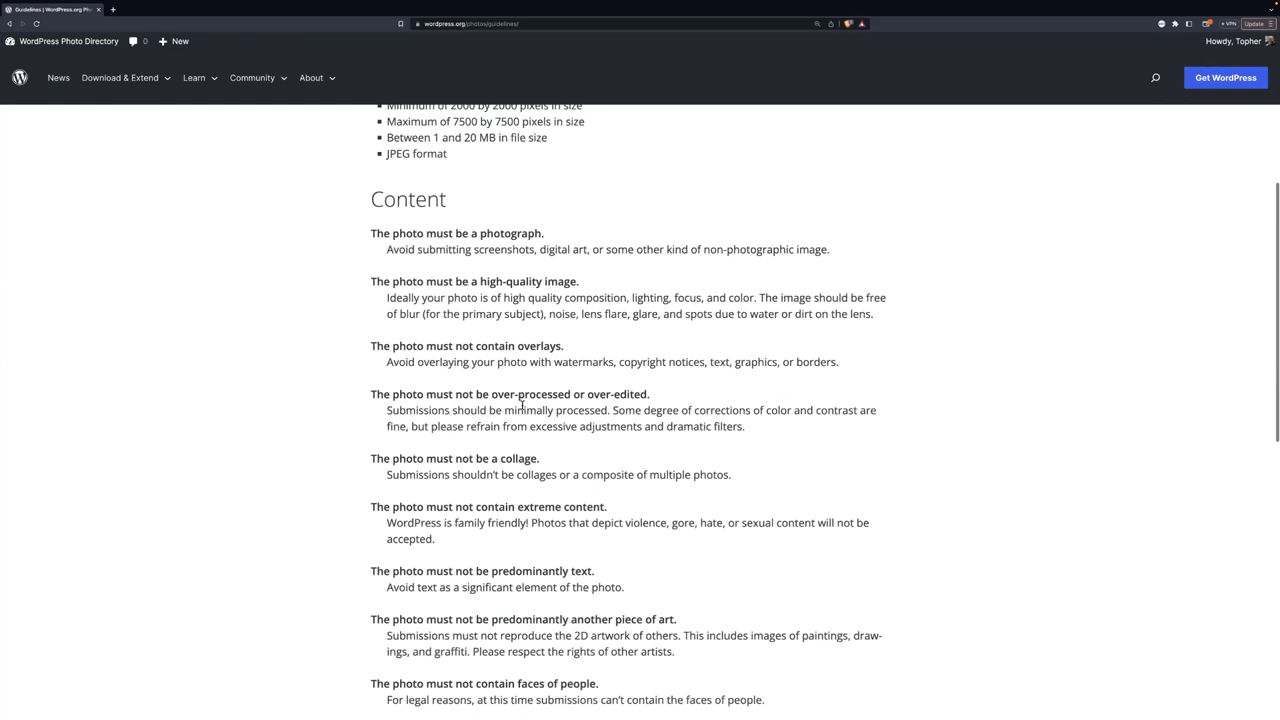 Guidelines | WordPress.org Pho
wordpress.org/photos/guidelines/
VPN
Update
WordPress Photo Directory
0
New
Howdy, Topher
News
Download & Extend
Learn
Community
About
Get WordPress
Minimum of 2000 by 2000 pixels in size
Maximum of 7500 by 7500 pixels in size
Between 1 and 20 MB in file size
JPEG format
Content
The photo must be a photograph.
Avoid submitting screenshots, digital art, or some other kind of non-photographic image.
The photo must be a high-quality image.
Ideally your photo is of high quality composition, lighting, focus, and color. The image should be free
of blur (for the primary subject), noise, lens flare, glare, and spots due to water or dirt on the lens.
The photo must not contain overlays.
Avoid overlaying your photo with watermarks, copyright notices, text, graphics, or borders.
The photo must not be over-processed or over-edited.
Submissions should be minimally processed. Some degree of corrections of color and contrast are
fine, but please refrain from excessive adjustments and dramatic filters.
The photo must not be a collage.
Submissions shouldn't be collages or a composite of multiple photos.
The photo must not contain extreme content.
WordPress is family friendly! Photos that depict violence, gore, hate, or sexual content will not be
accepted.
The photo must not be predominantly text.
Avoid text as a significant element of the photo.
The photo must not be predominantly another piece of art.
Submissions must not reproduce the 2D artwork of others. This includes images of paintings, draw-
ings, and graffiti. Please respect the rights of other artists.
The photo must not contain faces of people.
For legal reasons, at this time submissions can't contain the faces of people.